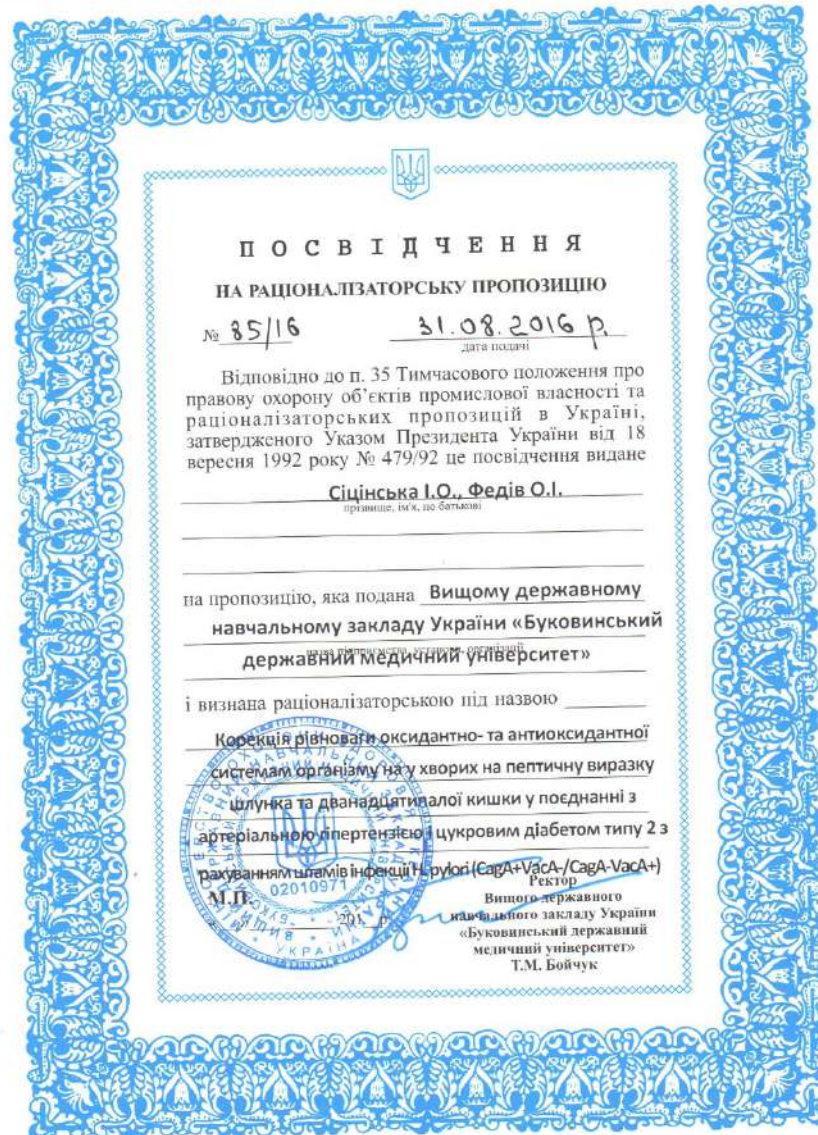 ПОСВІДЧЕННЯ
НА РАЦІОНАЛІЗАТОРСЬКУ ПРОПОЗИЦІЮ
№ 85/16 31.08.2016 р.
дата подачі
Відповідно до п. 35 Тимчасового положення про
правову охорону об'єктів промислової власності та
раціоналізаторських пропозицій в Україні,
затвердженого Указом Президента України від 18
вересня 1992 року № 479/92 це посвідчення видане
Сіцінська І.О., Федів О.І.
прізвище, ім'я, по батькові
на пропозицію, яка подана Вищому державному
навчальному закладу України «Буковинський
назва підприємства, установи, організації
державний медичний університет»
і визнана раціоналізаторською під назвою
Корекція рівноваги оксидантно- та антиоксидантної
системам організму на у хворих на пептичну виразку
шлунка та дванадцятипалої кишки у поєднанні з
артеріальною гіпертензією і цукровим діабетом типу 2 з
рахуванням штамів інфекції H. pylori (CagA+VacA-/CagA-VacA+)
02010971
УКРАЇНА
М.П.
201 р.
Ректор
Вищого державного
навчального закладу України
«Буковинський державний
медичний університет»
Т.М. Бойчук